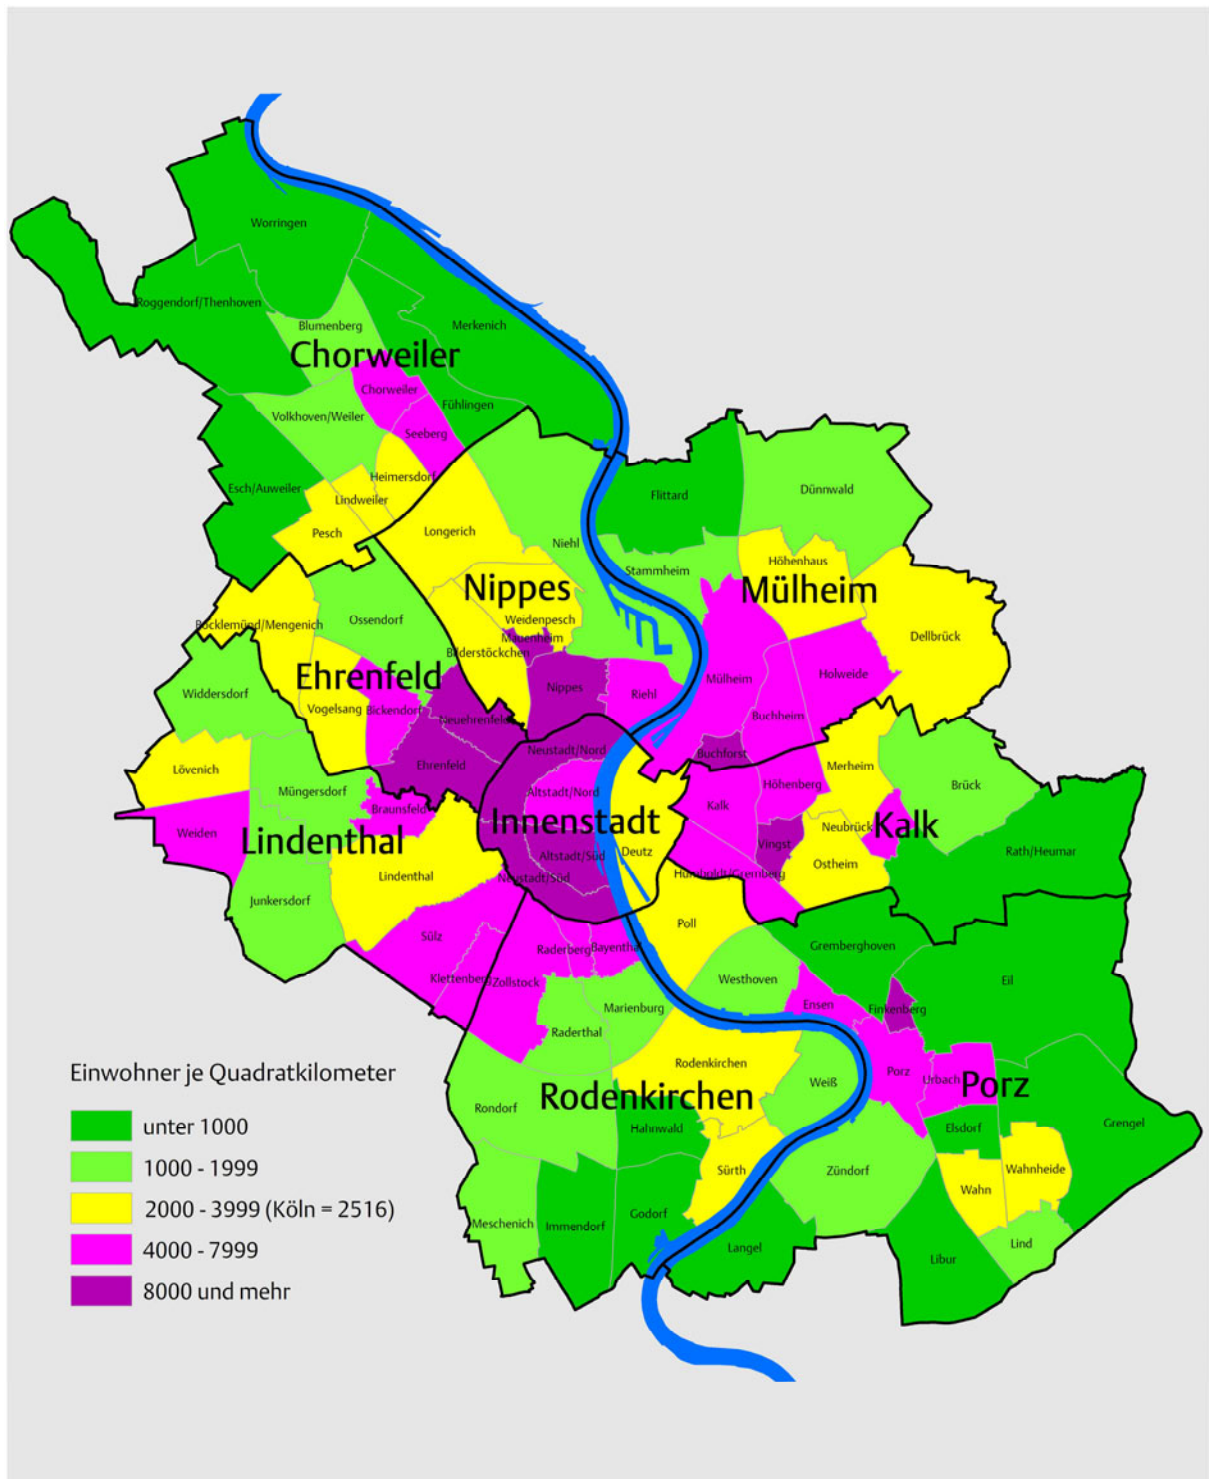 Worringen
Roggendorf/Thenhoven
Blumenberg
Merkenich
Chorweiler
Chorweiler
Fühlingen
Volkhoven/Weiler
Seeberg
Heimersdorf
Esch/Auweiler
Lindweiler
Pesch
Longerich
Niehl
Flittard
Dünnwald
Stammheim
Höhenhaus
Nippes
Mülheim
Weidenpesch
Mauenheim
Bilderstöckchen
Ossendorf
Bocklemünd/Mengenich
Dellbrück
Ehrenfeld
Nippes
Riehl
Mülheim
Holweide
Widdersdorf
Vogelsang
Bickendorf
Neuehrenfeld
Buchheim
Neustadt/Nord
Buchforst
Lövenich
Ehrenfeld
Merheim
Brück
Müngersdorf
Altstadt/Nord
Höhenberg
Braunsfeld
Kalk
Weiden
Lindenthal
Innenstadt
Neubrück
Kalk
Vingst
Deutz
Altstadt/Süd
Rath/Heumar
Ostheim
Lindenthal
Neustadt/Süd
Humboldt/Gremberg
Junkersdorf
Poll
Sülz
Raderberg
Bayenthal
Gremberghoven
Klettenberg
Zollstock
Westhoven
Eil
Marienburg
Ensen
Finkenberg
Raderthal
Rodenkirchen
Porz
Urbach
Porz
Weiß
Rodenkirchen
Rondorf
Hahnwald
Elsdorf
Grengel
Sürth
Zündorf
Wahnheide
Wahn
Meschenich
Immendorf
Godorf
Langel
Libur
Lind
Einwohner je Quadratkilometer
unter 1000
1000 - 1999
2000 - 3999 (Köln = 2516)
4000 - 7999
8000 und mehr